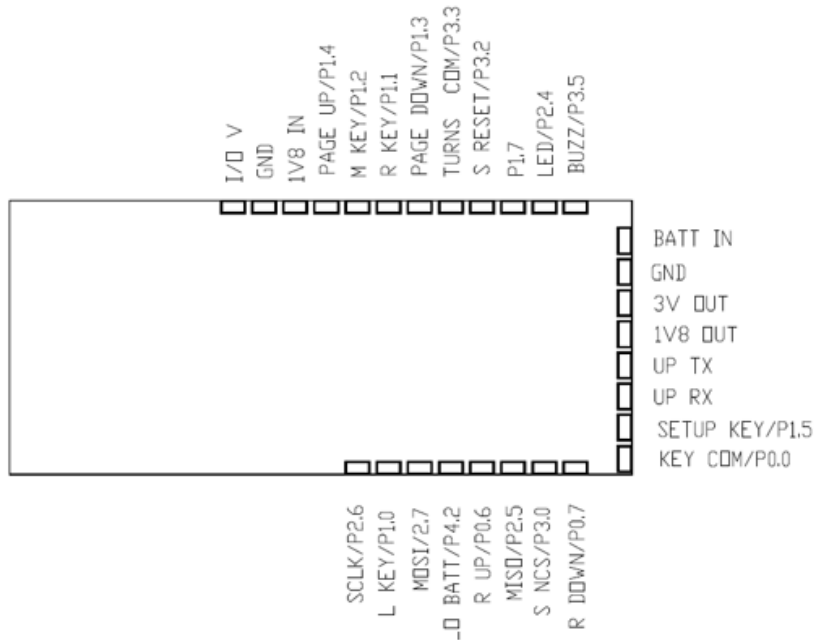 I/O V
GND
1V8 IN
PAGE UP/P1.4
M KEY/P1.2
R KEY/P1.1
PAGE DOWN/P1.3
TURNS COM/P3.3
S RESET/P3.2
P1.7
LED/P2.4
BUZZ/P3.5
BATT IN
GND
3V OUT
1V8 OUT
UP TX
UP RX
SETUP KEY/P1.5
KEY COM/P0.0
SCLK/P2.6
L KEY/P1.0
MOSI/2.7
LO BATT/P4.2
R UP/P0.6
MISO/P2.5
S NCS/P3.0
R DOWN/P0.7